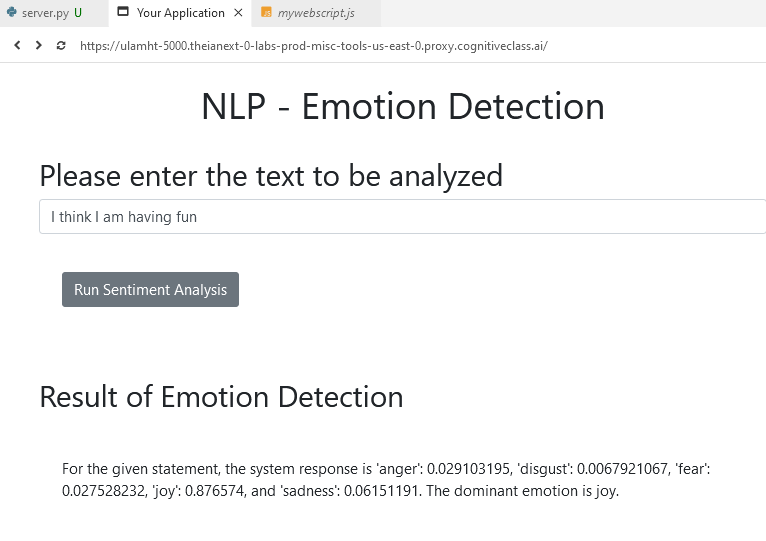 server.py U Your Application × mywebscript.js
https://ulamht-5000.theianext-0-labs-prod-misc-tools-us-east-0.proxy.cognitiveclass.ai/
NLP - Emotion Detection
Please enter the text to be analyzed
I think I am having fun
Run Sentiment Analysis
Result of Emotion Detection
For the given statement, the system response is 'anger': 0.029103195, 'disgust': 0.0067921067, 'fear':
0.027528232, 'joy': 0.876574, and 'sadness': 0.06151191. The dominant emotion is joy.